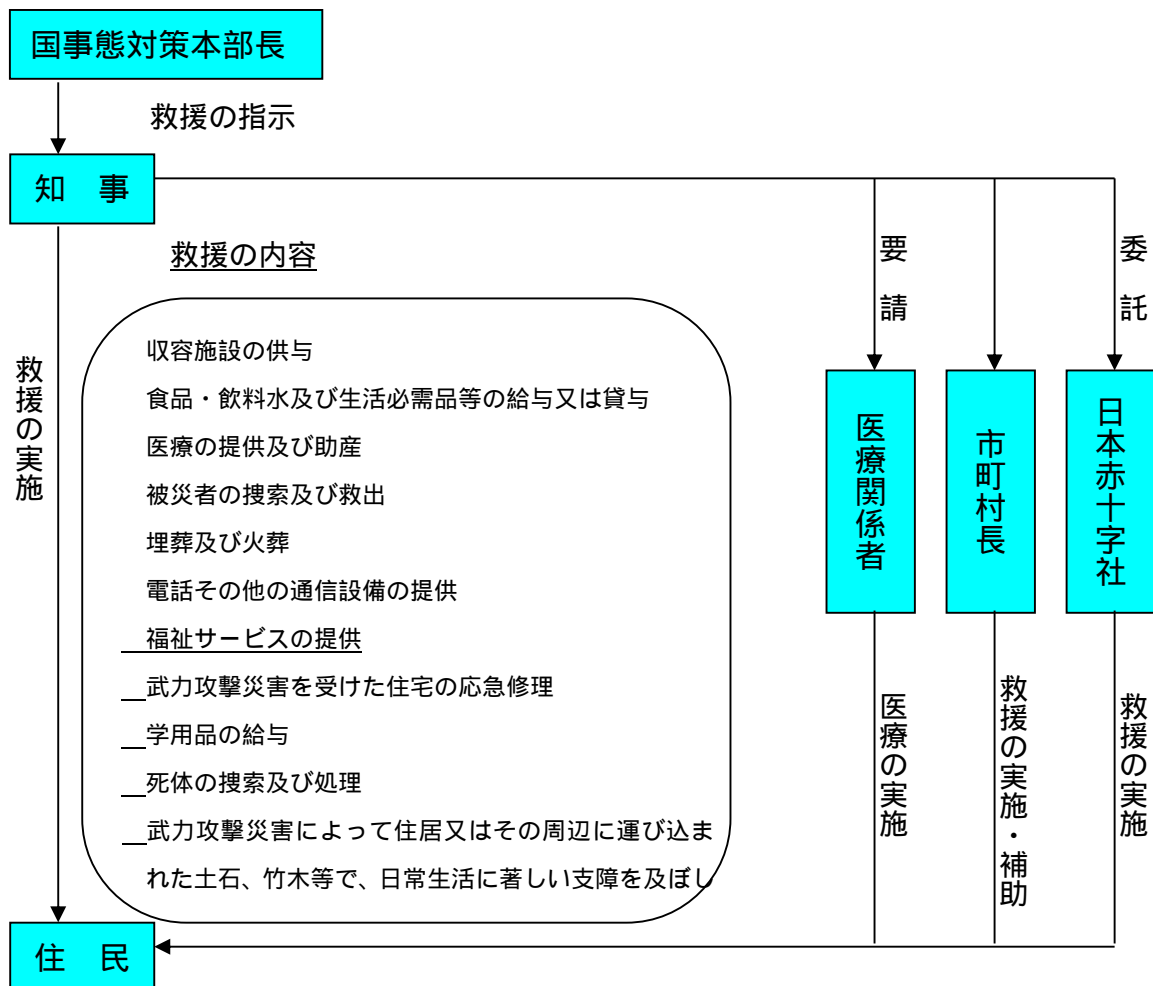 国事態対策本部長
救援の指示
知　事
救援の内容
要請
委託
救援の実施
収容施設の供与
食品・飲料水及び生活必需品等の給与又は貸与
医療の提供及び助産
被災者の捜索及び救出
埋葬及び火葬
電話その他の通信設備の提供
福祉サービスの提供
武力攻撃災害を受けた住宅の応急修理
学用品の給与
死体の捜索及び処理
武力攻撃災害によって住居又はその周辺に運び込ま
れた土石、竹木等で、日常生活に著しい支障を及ぼし
医療関係者
市町村長
日本赤十字社
医療の実施
救援の実施・補助
救援の実施
住　民